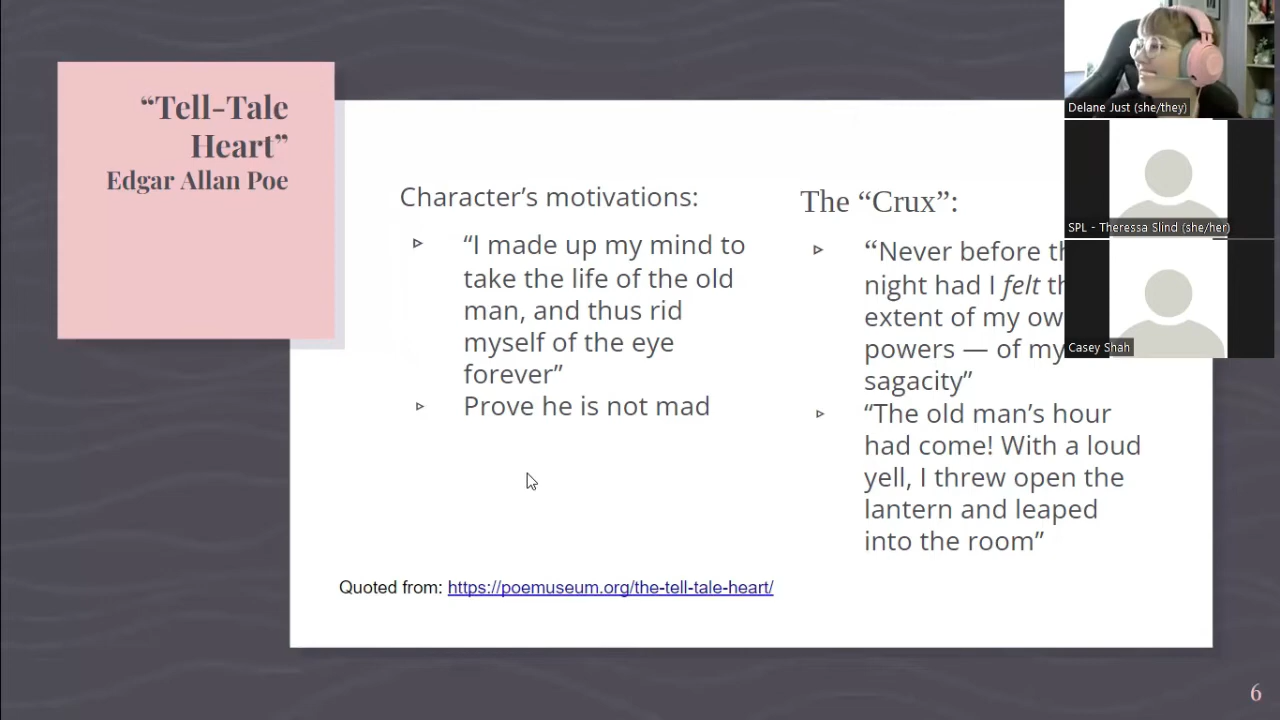 “Tell-Tale
Heart”
Edgar Allan Poe
Character’s motivations:
“I made up my mind to
take the life of the old
man, and thus rid
myself of the eye
forever”
Prove he is not mad
The “Crux”:
“Never before
night had I felt
extent of my
powers — of my
sagacity”
“The old man’s hour
had come! With a loud
yell, I threw open the
lantern and leaped
into the room”
Quoted from: https://poemuseum.org/the-tell-tale-heart/
6
Delane Just (she/they)
SPL - Theressa Slind (she/her)
Casey Shah